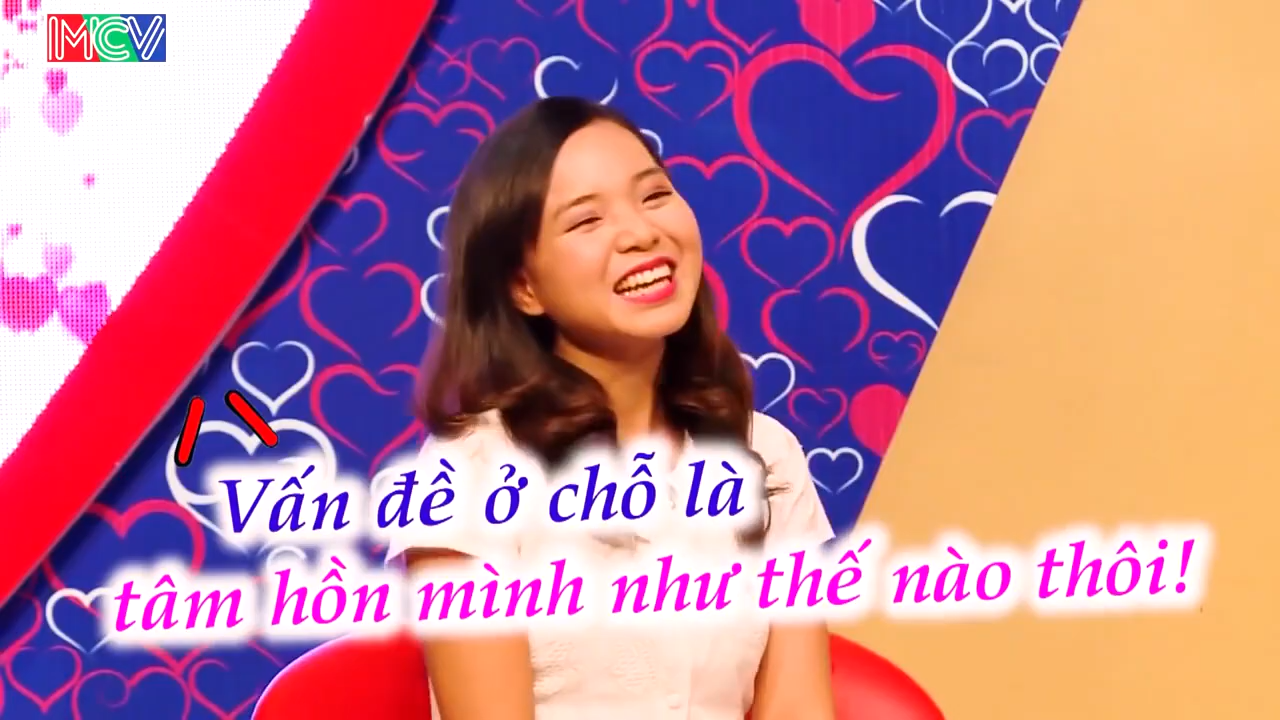 MCV
Vấn đề ở chỗ là
tâm hồn mình như thế nào thôi!